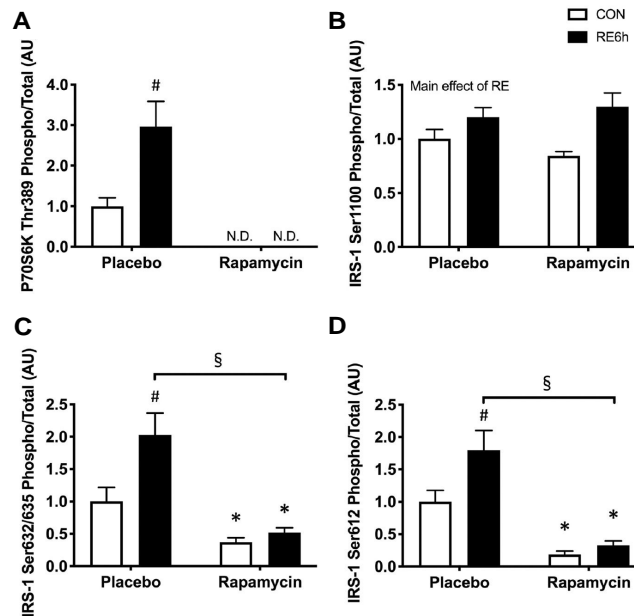 A
B
CON
RE6h
P70S6K Thr389 Phospho/Total (AU
4.0
3.0
2.0
1.0
0.0
#
N.D.
N.D.
Placebo
Rapamycin
IRS-1 Ser1100 Phospho/Total (AU)
1.5
1.0
0.5
0.0
Main effect of RE
Placebo
Rapamycin
C
D
IRS-1 Ser632/635 Phospho/Total (AU)
2.5
2.0
1.5
1.0
0.5
0.0
§
#
*
*
Placebo
Rapamycin
IRS-1 Ser612 Phospho/Total (AU)
2.5
2.0
1.5
1.0
0.5
0.0
§
#
*
*
Placebo
Rapamycin